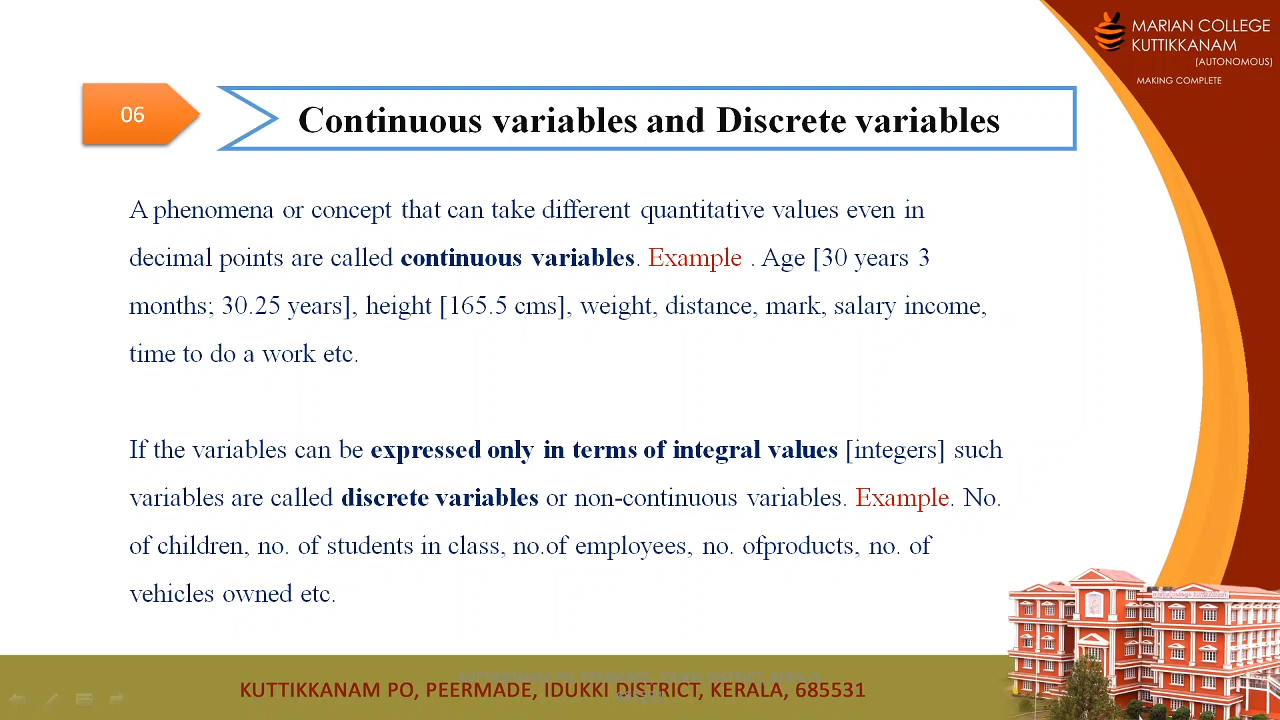 MARIAN COLLEGE
KUTTIKKANAM
(AUTONOMOUS)
MAKING COMPLETE
06
Continuous variables and Discrete variables
A phenomena or concept that can take different quantitative values even in
decimal points are called continuous variables. Example . Age [30 years 3
months; 30.25 years], height [165.5 cms], weight, distance, mark, salary income,
time to do a work etc.
If the variables can be expressed only in terms of integral values [integers] such
variables are called discrete variables or non-continuous variables. Example. No.
of children, no. of students in class, no.of employees, no. ofproducts, no. of
vehicles owned etc.
KUTTIKKANAM PO, PEERMADE, IDUKKI DISTRICT, KERALA, 685531